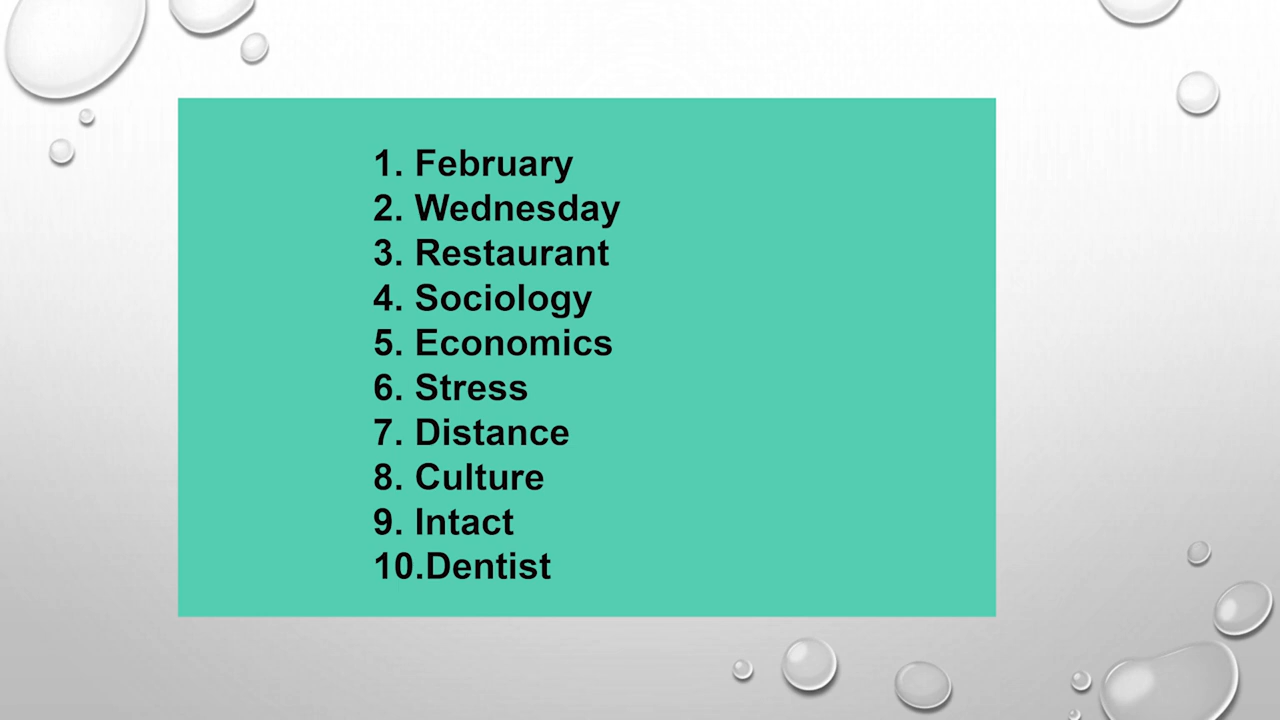 1. February
2. Wednesday
3. Restaurant
4. Sociology
5. Economics
6. Stress
7. Distance
8. Culture
9. Intact
10.Dentist